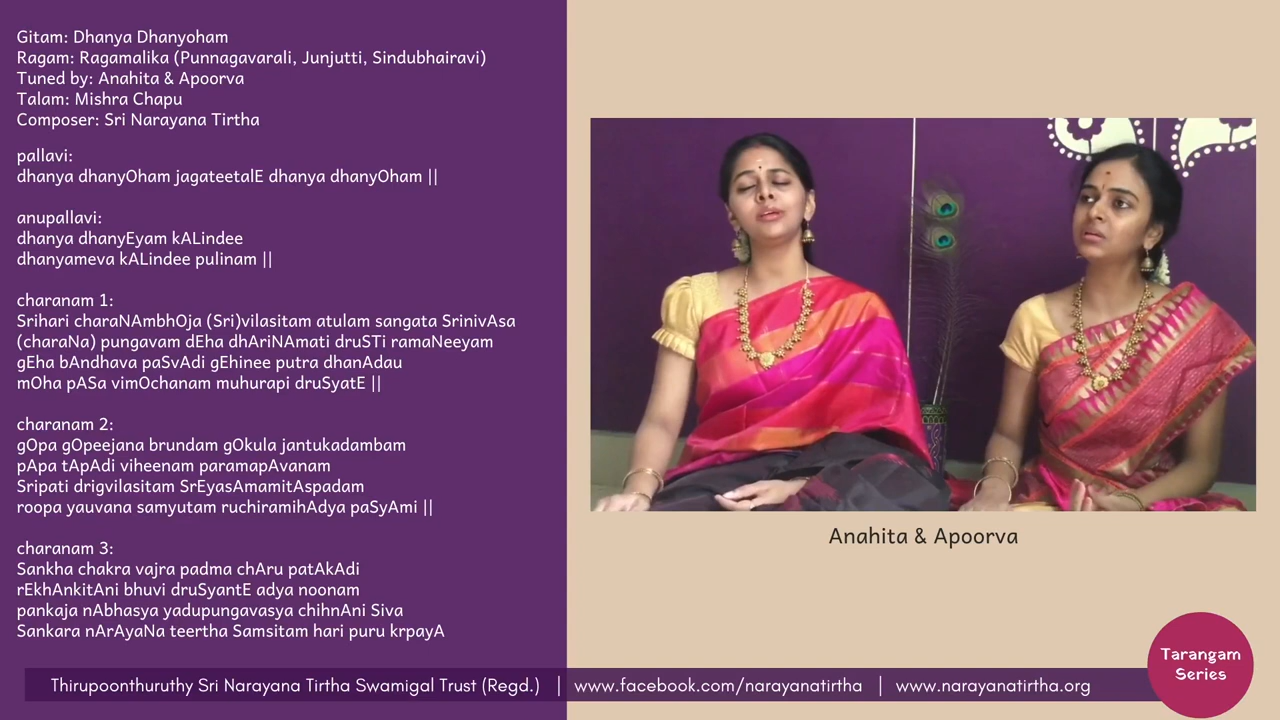 Gitam: Dhanya Dhanyoham
Ragam: Ragamalika (Punnagavarali, Junjutti, Sindubhairavi)
Tuned by: Anahita & Apoorva
Talam: Mishra Chapu
Composer: Sri Narayana Tirtha
pallavi:
dhanya dhanyOham jagateetalE dhanya dhanyOham ||
anupallavi:
dhanya dhanyEyam kALindee
dhanyameva kALindee pulinam ||
charanam 1:
Srihari charaNAmbhOja (Sri)vilasitam atulam sangata SrinivAsa
(charaNa) pungavam dEha dhAriNAmati druSTi ramaNeeyam
gEha bAndhava paSvAdi gEhinee putra dhanAdau
mOha pASa vimOchanam muhurapi druSyatE ||
charanam 2:
gOpa gOpeejana brundam gOkula jantukadambam
pApa tApAdi viheenam paramapAvanam
Sripati drigvilasitam SrEyasAmamitAspadam
roopa yauvana samyutam ruchiramihAdya paSyAmi ||
charanam 3:
Sankha chakra vajra padma chAru patAkAdi
rEkhAnkitAni bhuvi druSyantE adya noonam
pankaja nAbhasya yadupungavasya chihnAni Siva
Sankara nArAyaNa teertha Samsitam hari puru krpayA
Anahita & Apoorva
Thirupoonthuruthy Sri Narayana Tirtha Swamigal Trust (Regd.) | www.facebook.com/narayanatirtha | www.narayanatirtha.org
Tarangam
Series